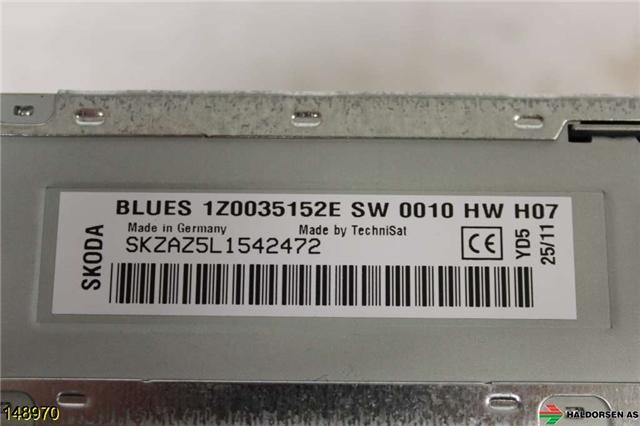 SKODA
BLUES 1Z0035152E SW 0010 HW H07
Made in Germany Made by TechniSat
SKZAZ5L1542472
CE
YD5
25/11
148970
HALDORSEN AS